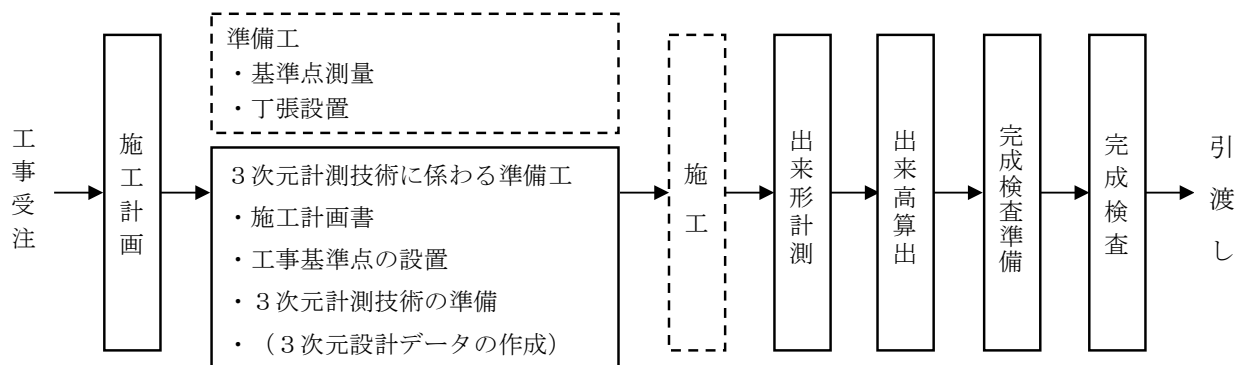 工事受注
施工計画
準備工
・基準点測量
・丁張設置
３次元計測技術に係わる準備工
・施工計画書
・工事基準点の設置
・３次元計測技術の準備
・（３次元設計データの作成）
施工
出来形計測
出来高算出
完成検査準備
完成検査
引渡し